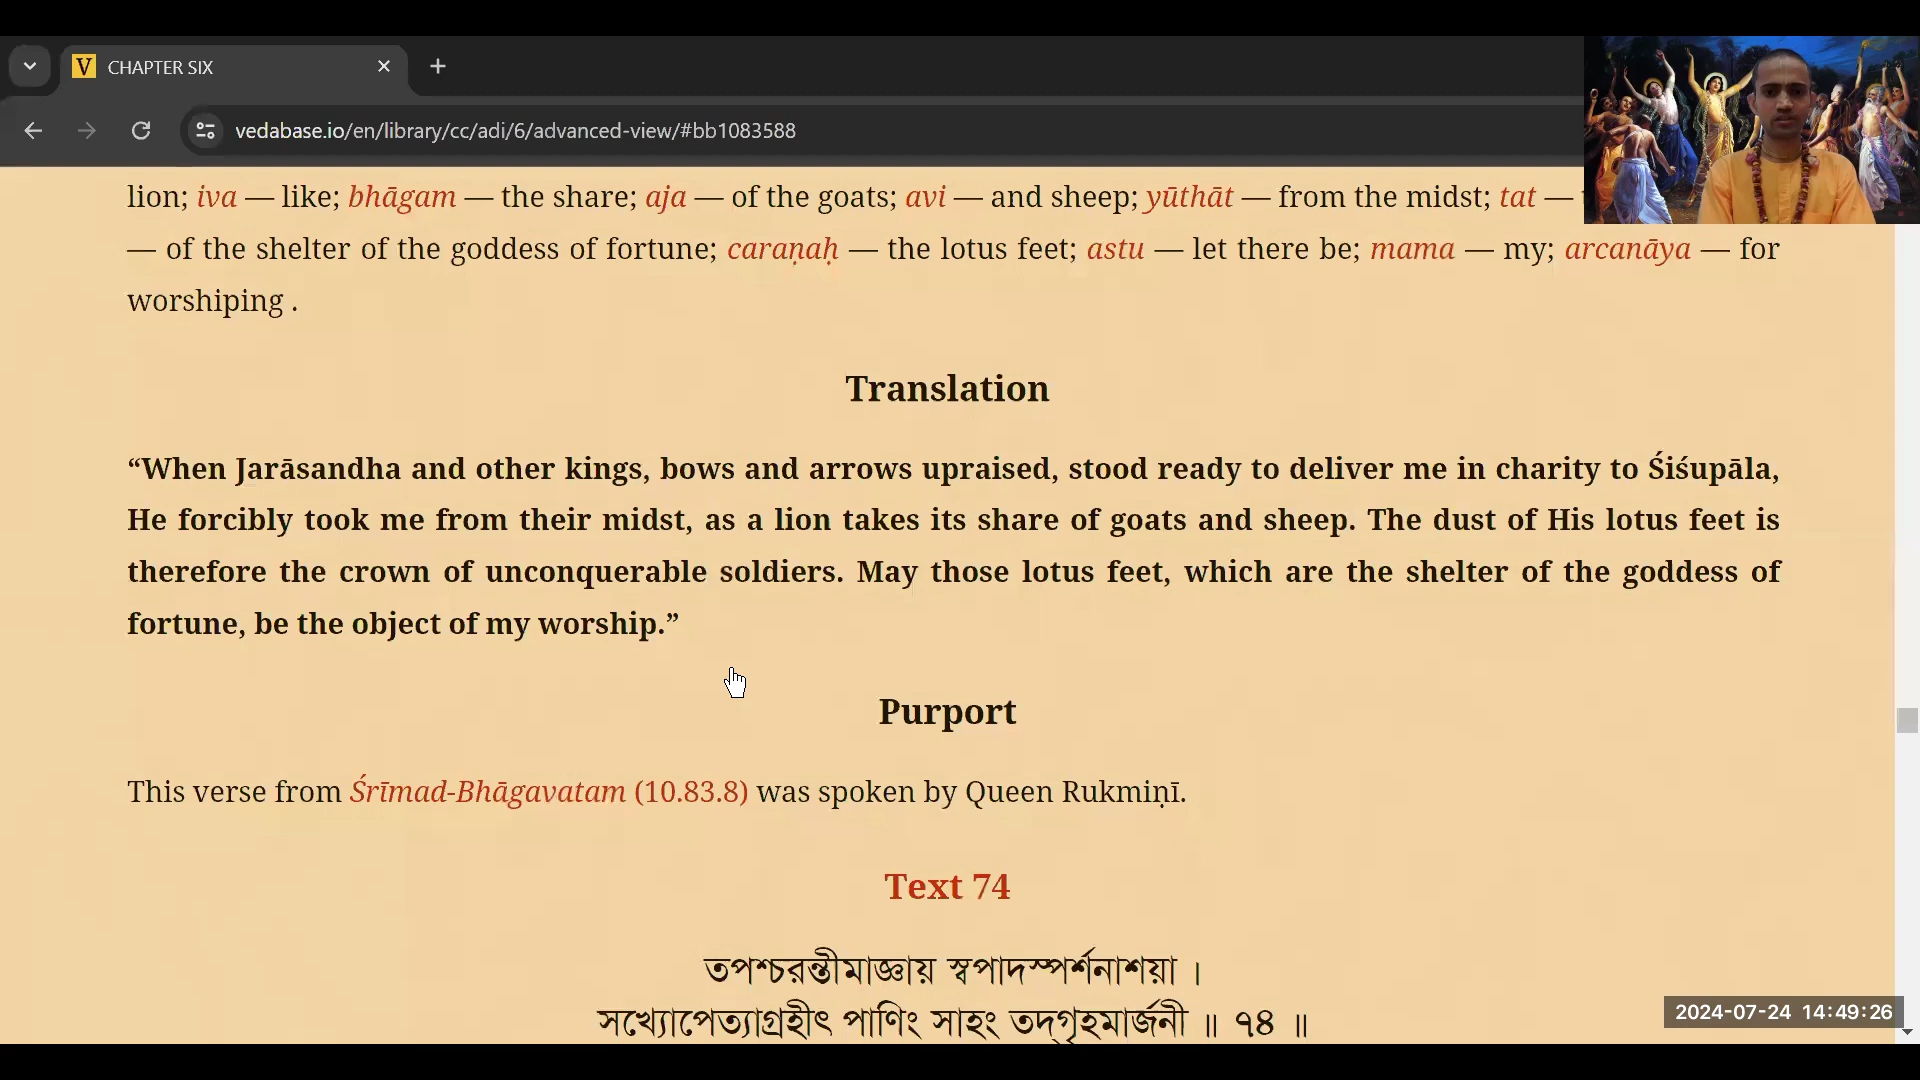 V CHAPTER SIX
vedabase.io/en/library/cc/adi/6/advanced-view/#bb1083588
lion; iva — like; bhāgam — the share; aja — of the goats; avi — and sheep; yūthāt — from the midst; tat —
— of the shelter of the goddess of fortune; caraṇaḥ — the lotus feet; astu — let there be; mama — my; arcanāya — for
worshiping .
Translation
“When Jarāsandha and other kings, bows and arrows upraised, stood ready to deliver me in charity to Śiśupāla,
He forcibly took me from their midst, as a lion takes its share of goats and sheep. The dust of His lotus feet is
therefore the crown of unconquerable soldiers. May those lotus feet, which are the shelter of the goddess of
fortune, be the object of my worship.”
Purport
This verse from Śrīmad-Bhāgavatam (10.83.8) was spoken by Queen Rukmiṇī.
Text 74
তপশ্চরন্তীমাজ্ঞায় স্বপাদস্পর্শনাশয়া ।
সখ্যোপেত্যাগ্রহীৎ পাণিং সাহং তদ্‌গৃহমার্জনী ॥ ৭৪ ॥
2024-07-24 14:49:26